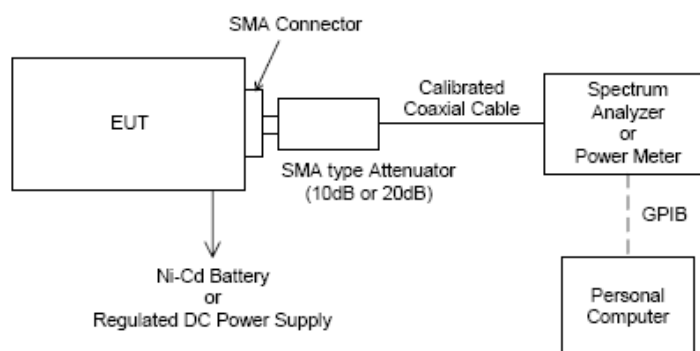 SMA Connector
EUT
Calibrated
Coaxial Cable
Spectrum
Analyzer
or
Power Meter
SMA type Attenuator
(10dB or 20dB)
GPIB
Ni-Cd Battery
or
Regulated DC Power Supply
Personal
Computer